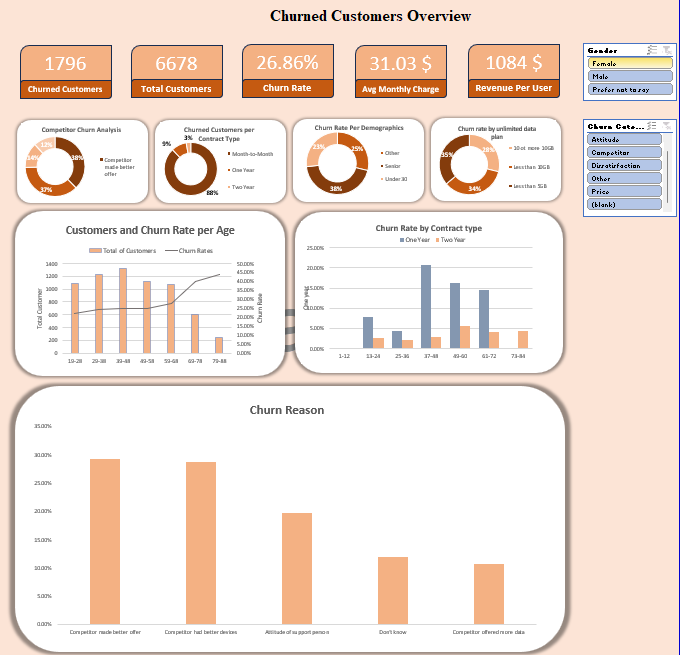 Churned Customers Overview
1796
Churned Customers
6678
Total Customers
26.86%
Churn Rate
31.03 $
Avg Monthly Charge
1084 $
Revenue Per User
Gender
Female
Male
Prefer not to say
Churn Cate...
Attitude
Competitor
Dissatisfaction
Other
Price
(blank)
Competitor Churn Analysis
12%
14%
38%
37%
Competitor
made better
offer
Churned Customers per
Contract Type
9%
3%
88%
Month-to-Month
One Year
Two Year
Churn Rate Per Demographics
25%
38%
Other
Senior
Under 30
Churn rate by unlimited data
plan
35%
34%
10 or more 10GB
Less than 10GB
Less than 5GB
Customers and Churn Rate per Age
Total of Customers
Churn Rates
1400
1200
1000
800
600
400
200
0
Total Customer
50.00%
45.00%
40.00%
35.00%
30.00%
25.00%
20.00%
15.00%
10.00%
5.00%
0.00%
Churn Rate
19-28
29-38
39-48
49-58
59-68
69-78
79-88
Churn Rate by Contract type
One Year
Two Year
25.00%
20.00%
15.00%
10.00%
5.00%
0.00%
One year
1-12
13-24
25-36
37-48
49-60
61-72
73-84
Churn Reason
35.00%
30.00%
25.00%
20.00%
15.00%
10.00%
5.00%
0.00%
Competitor made better offer
Competitor had better devices
Attitude of support person
Don't know
Competitor offered more data